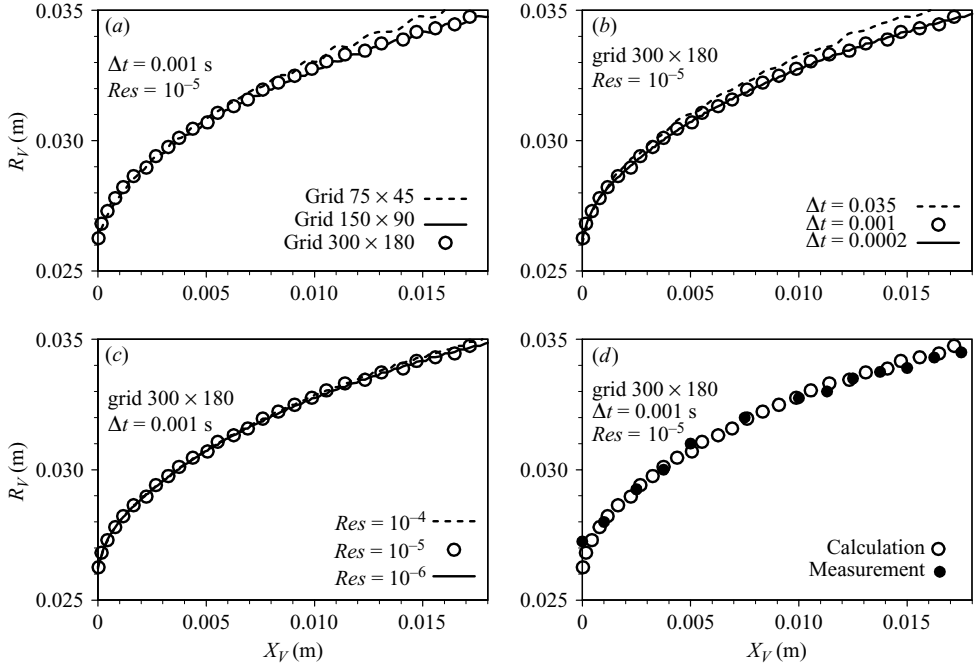 0.035
(a)
Δt = 0.001 s
Res = 10⁻⁵
0.030
R_V (m)
Grid 75 × 45
Grid 150 × 90
Grid 300 × 180
0.025
0
0.005
0.010
0.015
0.035
(b)
grid 300 × 180
Res = 10⁻⁵
0.030
Δt = 0.035
Δt = 0.001
Δt = 0.0002
0.025
0
0.005
0.010
0.015
0.035
(c)
grid 300 × 180
Δt = 0.001 s
0.030
R_V (m)
Res = 10⁻⁴
Res = 10⁻⁵
Res = 10⁻⁶
0.025
0
0.005
0.010
0.015
X_V (m)
0.035
(d)
grid 300 × 180
Δt = 0.001 s
Res = 10⁻⁵
0.030
Calculation
Measurement
0.025
0
0.005
0.010
0.015
X_V (m)